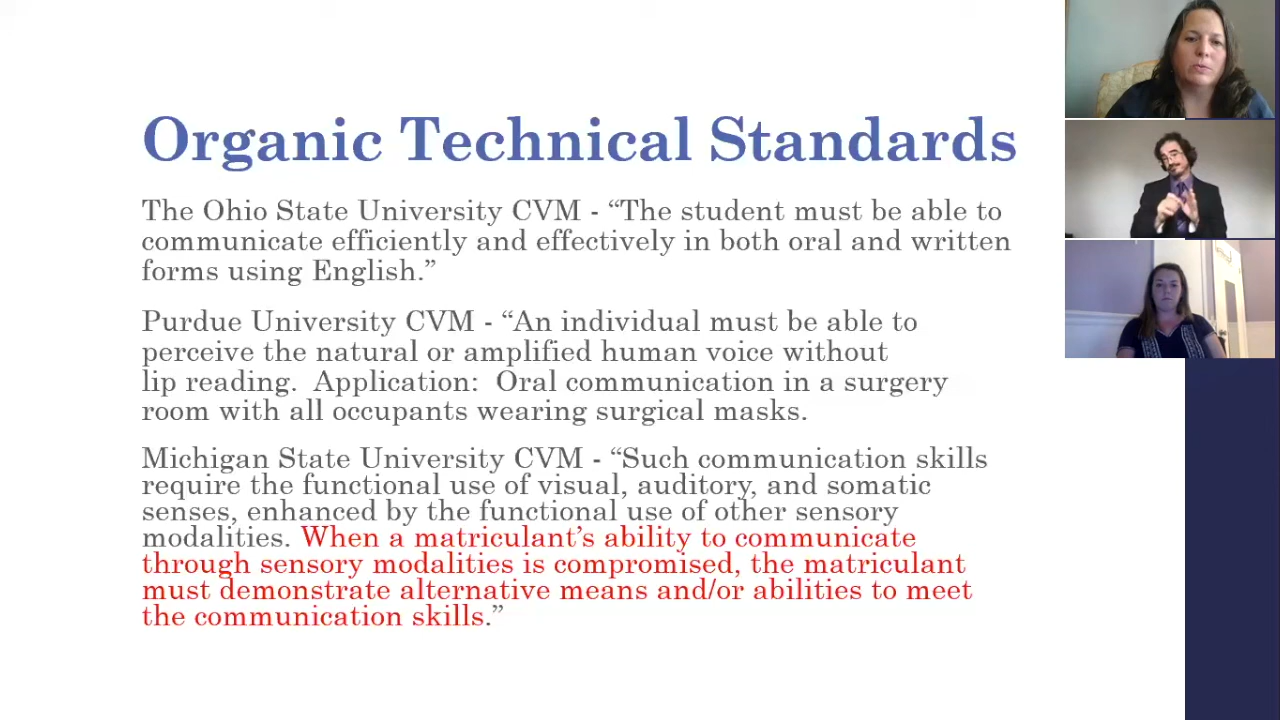 Organic Technical Standards
The Ohio State University CVM - “The student must be able to
communicate efficiently and effectively in both oral and written
forms using English.”
Purdue University CVM - “An individual must be able to
perceive the natural or amplified human voice without
lip reading.  Application:  Oral communication in a surgery
room with all occupants wearing surgical masks.
Michigan State University CVM - “Such communication skills
require the functional use of visual, auditory, and somatic
senses, enhanced by the functional use of other sensory
modalities. When a matriculant’s ability to communicate
through sensory modalities is compromised, the matriculant
must demonstrate alternative means and/or abilities to meet
the communication skills.”